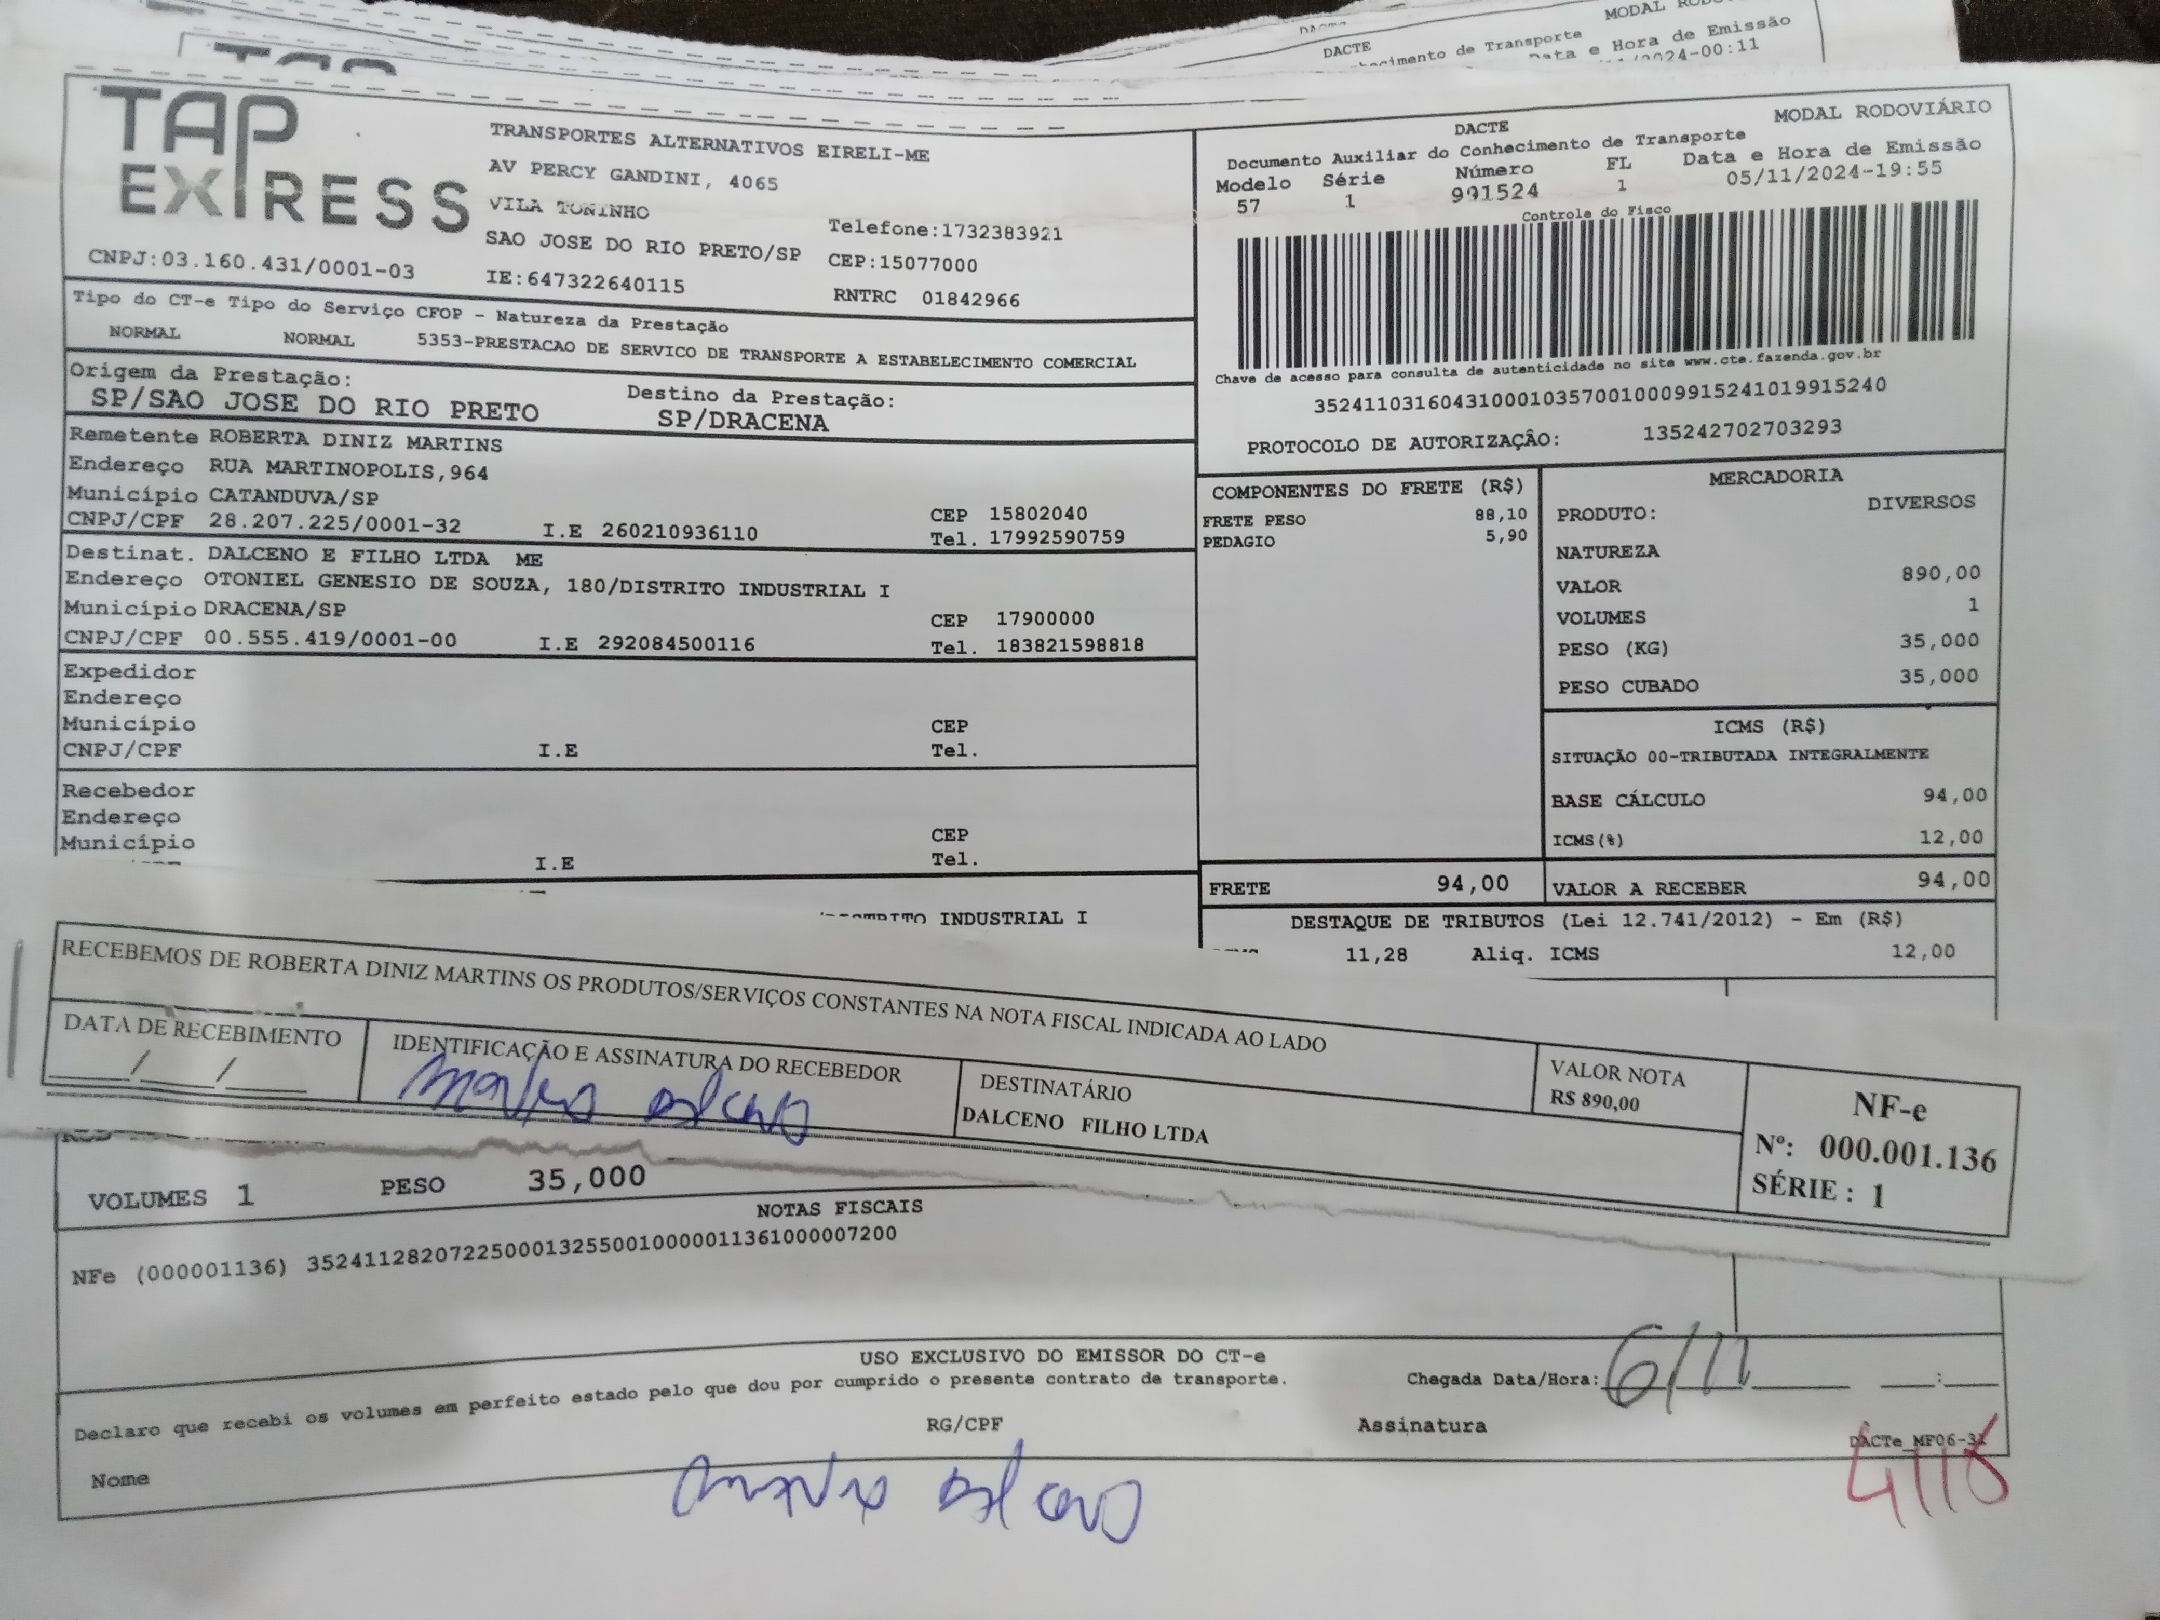 DACTE
MODAL
Conhecimento de Transporte
Data e Hora de Emissão
/2024-00:11
TAP
EXPRESS
CNPJ:03.160.431/0001-03
TRANSPORTES ALTERNATIVOS EIRELI-ME
AV PERCY GANDINI, 4065
VILA TONINHO
SAO JOSE DO RIO PRETO/SP
IE:647322640115
Telefone:1732383921
CEP:15077000
RNTRC 01842966
DACTE
MODAL RODOVIÁRIO
Documento Auxiliar do Conhecimento de Transporte
Modelo Série Número FL Data e Hora de Emissão
57 1 991524 1 05/11/2024-19:55
Controle do Fisco
Chave de acesso para consulta de autenticidade no site www.cte.fazenda.gov.br
35241103160431000103570010009915241019915240
PROTOCOLO DE AUTORIZAÇÃO: 135242702703293
Tipo do CT-e Tipo do Serviço CFOP - Natureza da Prestação
NORMAL NORMAL 5353-PRESTACAO DE SERVICO DE TRANSPORTE A ESTABELECIMENTO COMERCIAL
Origem da Prestação: Destino da Prestação:
SP/SAO JOSE DO RIO PRETO SP/DRACENA
Remetente ROBERTA DINIZ MARTINS
Endereço RUA MARTINOPOLIS,964
Município CATANDUVA/SP CEP 15802040
CNPJ/CPF 28.207.225/0001-32 I.E 260210936110 Tel. 17992590759
Destinat. DALCENO E FILHO LTDA ME
Endereço OTONIEL GENESIO DE SOUZA, 180/DISTRITO INDUSTRIAL I
Município DRACENA/SP CEP 17900000
CNPJ/CPF 00.555.419/0001-00 I.E 292084500116 Tel. 183821598818
Expedidor
Endereço
Município CEP
CNPJ/CPF I.E Tel.
Recebedor
Endereço
Município CEP
I.E Tel.
INDUSTRIAL I
COMPONENTES DO FRETE (R$)
FRETE PESO 88,10
PEDAGIO 5,90
MERCADORIA
PRODUTO: DIVERSOS
NATUREZA
VALOR 890,00
VOLUMES 1
PESO (KG) 35,000
PESO CUBADO 35,000
ICMS (R$)
SITUAÇÃO 00-TRIBUTADA INTEGRALMENTE
BASE CÁLCULO 94,00
ICMS(%) 12,00
FRETE 94,00 VALOR A RECEBER 94,00
DESTAQUE DE TRIBUTOS (Lei 12.741/2012) - Em (R$)
11,28 Aliq. ICMS 12,00
RECEBEMOS DE ROBERTA DINIZ MARTINS OS PRODUTOS/SERVIÇOS CONSTANTES NA NOTA FISCAL INDICADA AO LADO
DATA DE RECEBIMENTO
___/___/___
IDENTIFICAÇÃO E ASSINATURA DO RECEBEDOR
DESTINATÁRIO
DALCENO FILHO LTDA
VALOR NOTA
R$ 890,00
NF-e
Nº: 000.001.136
SÉRIE : 1
VOLUMES 1 PESO 35,000
NOTAS FISCAIS
NFe (000001136) 35241128207225000132550010000011361000007200
USO EXCLUSIVO DO EMISSOR DO CT-e
Declaro que recebi os volumes em perfeito estado pelo que dou por cumprido o presente contrato de transporte.
Chegada Data/Hora: 6/11
Nome RG/CPF Assinatura